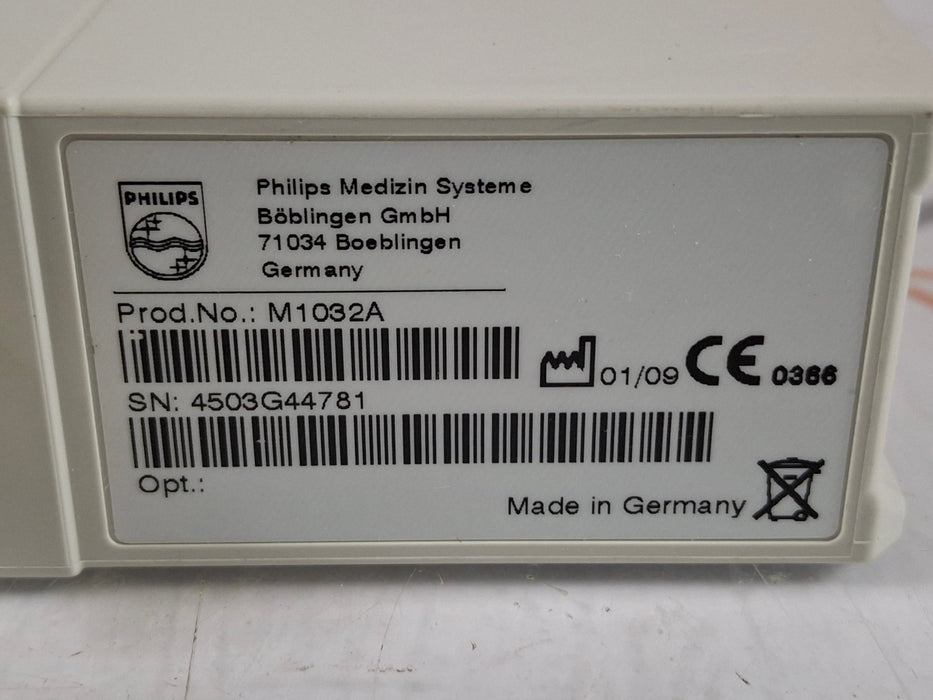 PHILIPS
Philips Medizin Systeme
Böblingen GmbH
71034 Boeblingen
Germany
Prod.No.: M1032A
01/09 CE 0366
SN: 4503G44781
Opt.:
Made in Germany